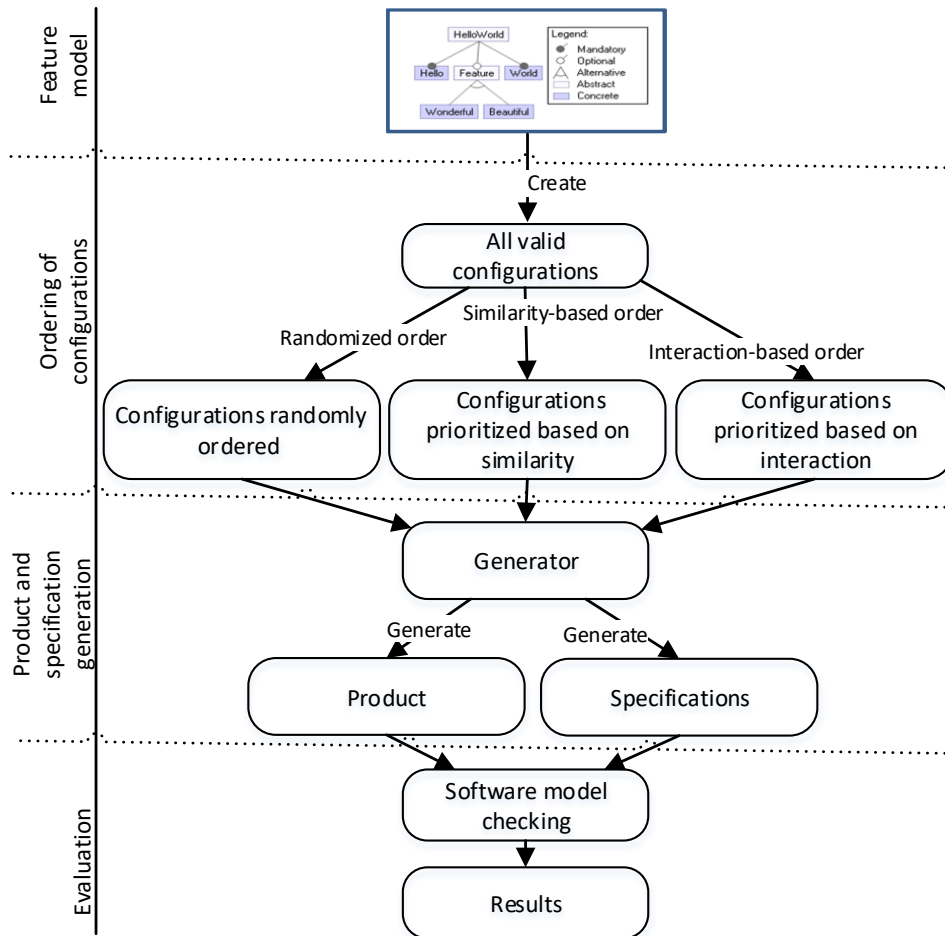 Feature
model
HelloWorld
Hello
Feature
World
Wonderful
Beautiful
Legend:
Mandatory
Optional
Alternative
Abstract
Concrete
Create
Ordering of
configurations
All valid
configurations
Randomized order
Similarity-based order
Interaction-based order
Configurations randomly
ordered
Configurations
prioritized based on
similarity
Configurations
prioritized based on
interaction
Product and
specification
generation
Generator
Generate
Generate
Product
Specifications
Evaluation
Software model
checking
Results